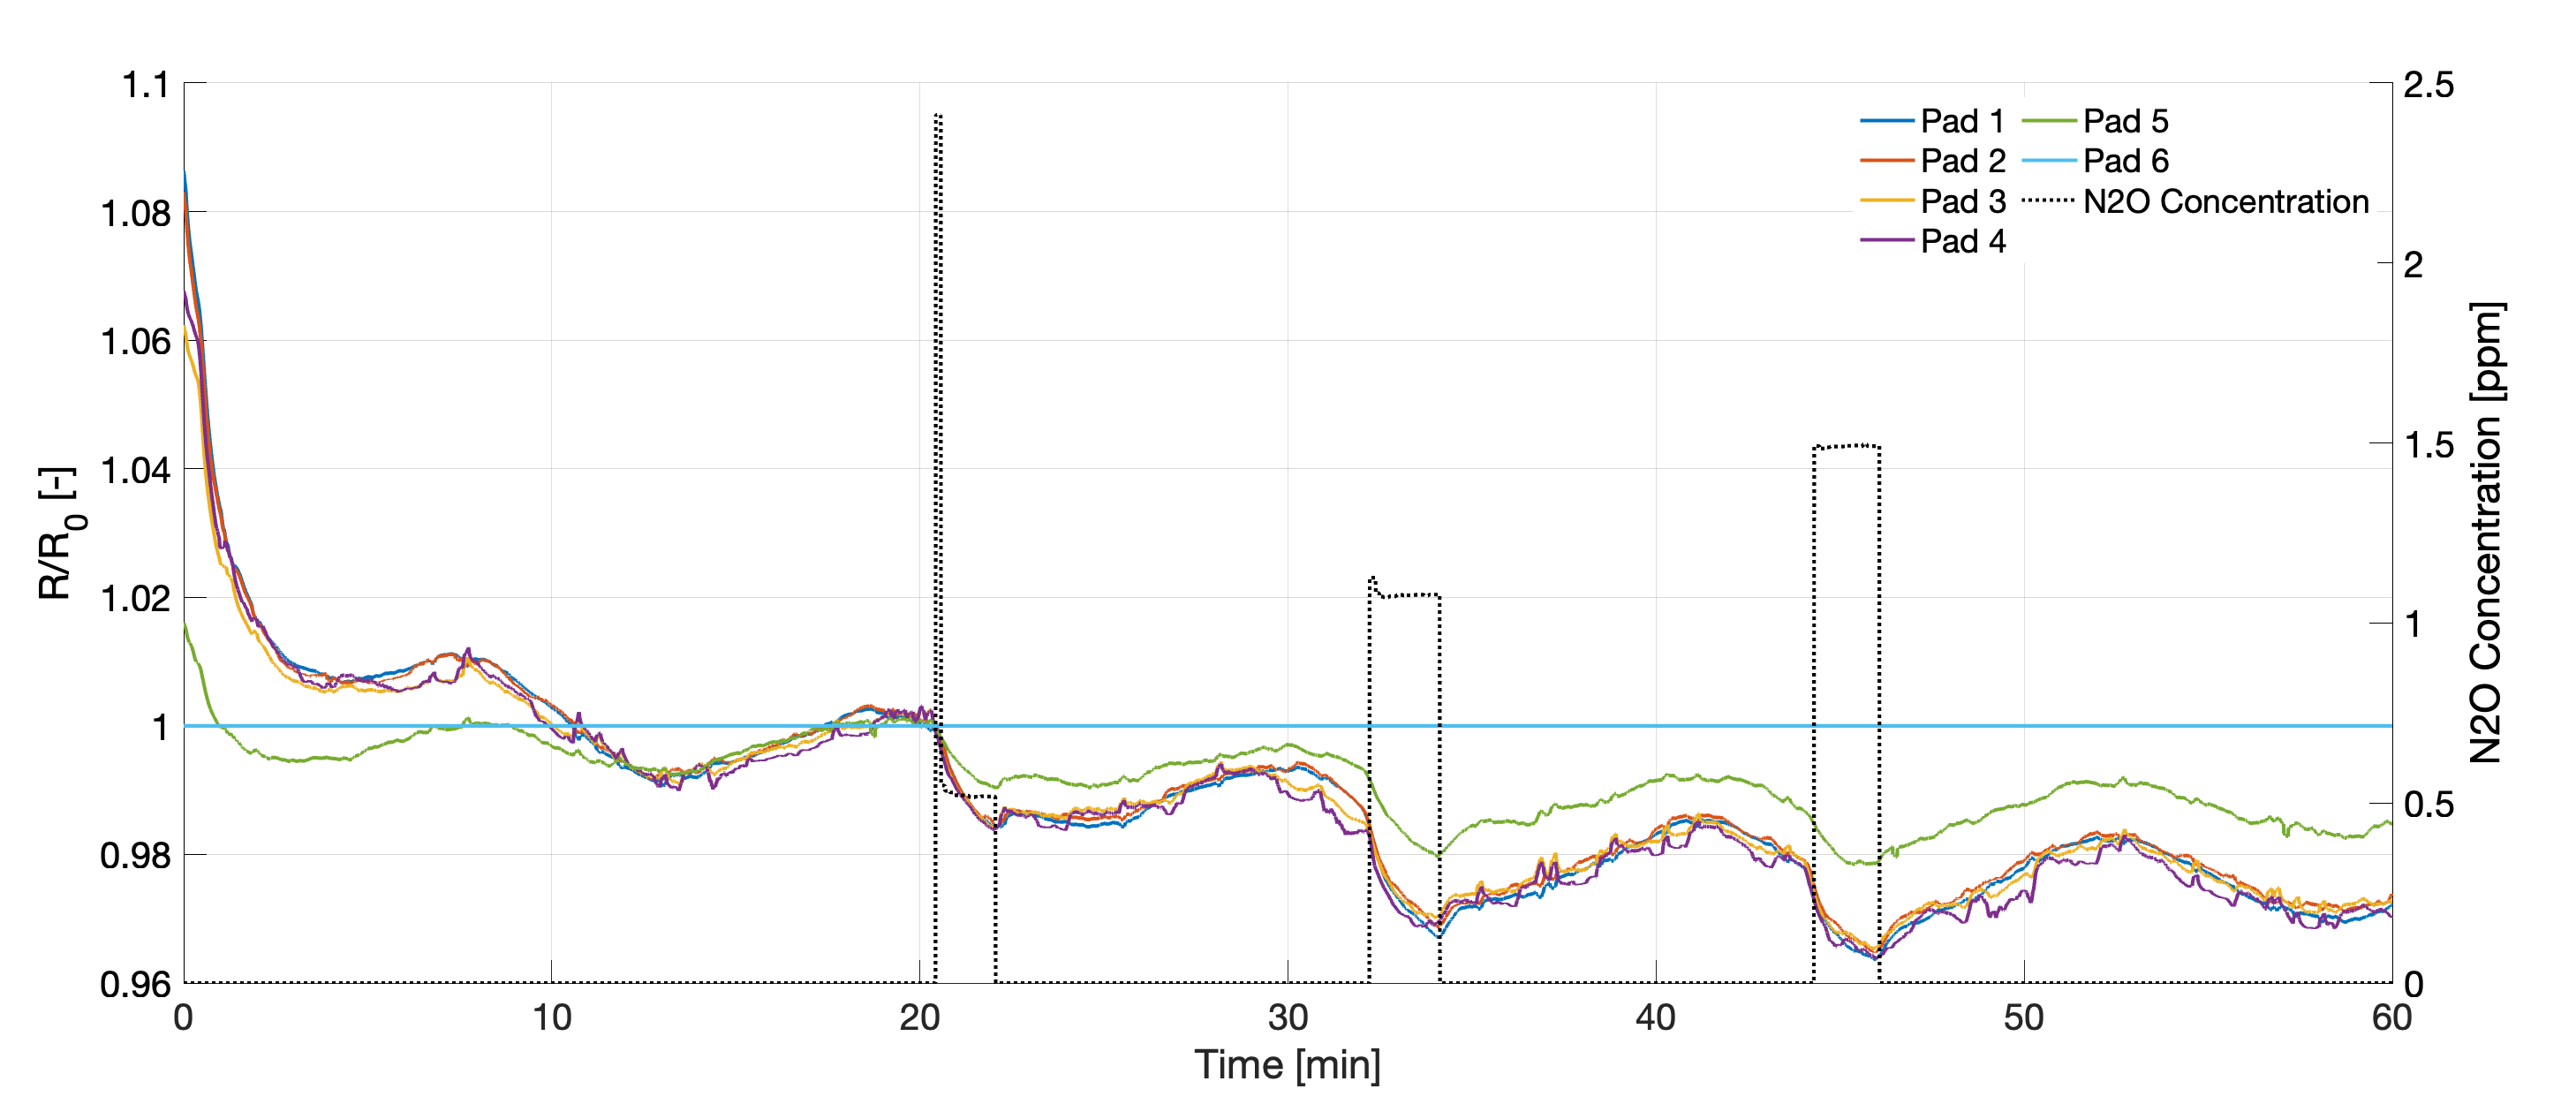 1.1
1.08
1.06
1.04
1.02
1
0.98
0.96
R/R0 [-]
0 10 20 30 40 50 60
Time [min]
2.5
2
1.5
1
0.5
0
N2O Concentration [ppm]
Pad 1 Pad 5
Pad 2 Pad 6
Pad 3 N2O Concentration
Pad 4